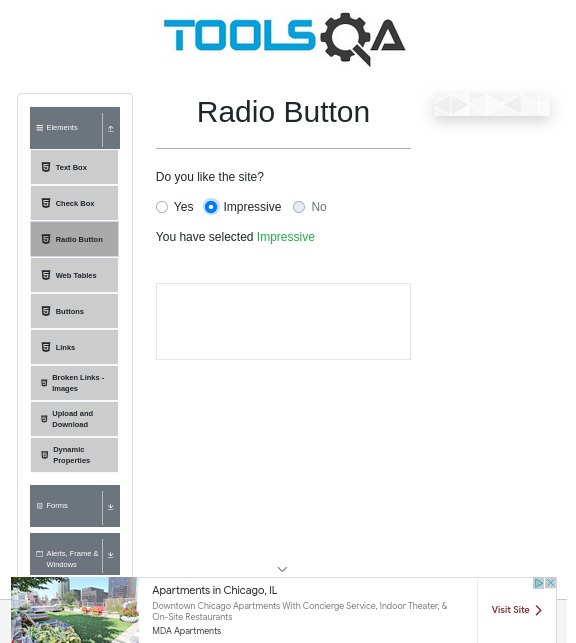 TOOLSQA
Radio Button
Elements
Text Box
Check Box
Radio Button
Web Tables
Buttons
Links
Broken Links -
Images
Upload and
Download
Dynamic
Properties
Forms
Alerts, Frame &
Windows
Do you like the site?
Yes
Impressive
No
You have selected Impressive
Apartments in Chicago, IL
Downtown Chicago Apartments With Concierge Service, Indoor Theater, &
On-Site Restaurants
MDA Apartments
Visit Site